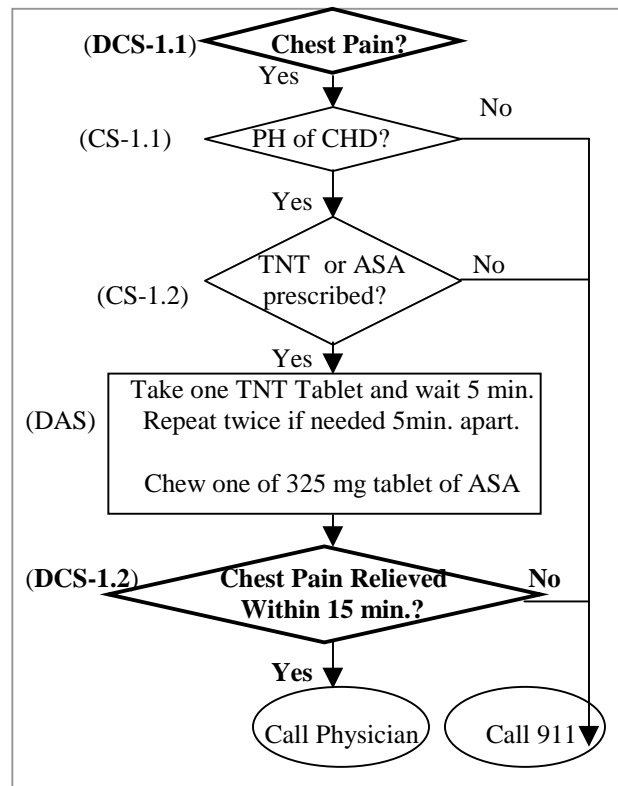 (DCS-1.1) Chest Pain?
Yes
No
(CS-1.1) PH of CHD?
Yes
TNT or ASA No
(CS-1.2) prescribed?
Yes
Take one TNT Tablet and wait 5 min.
(DAS) Repeat twice if needed 5min. apart.
Chew one of 325 mg tablet of ASA
(DCS-1.2) Chest Pain Relieved No
Within 15 min.?
Yes
Call Physician Call 911